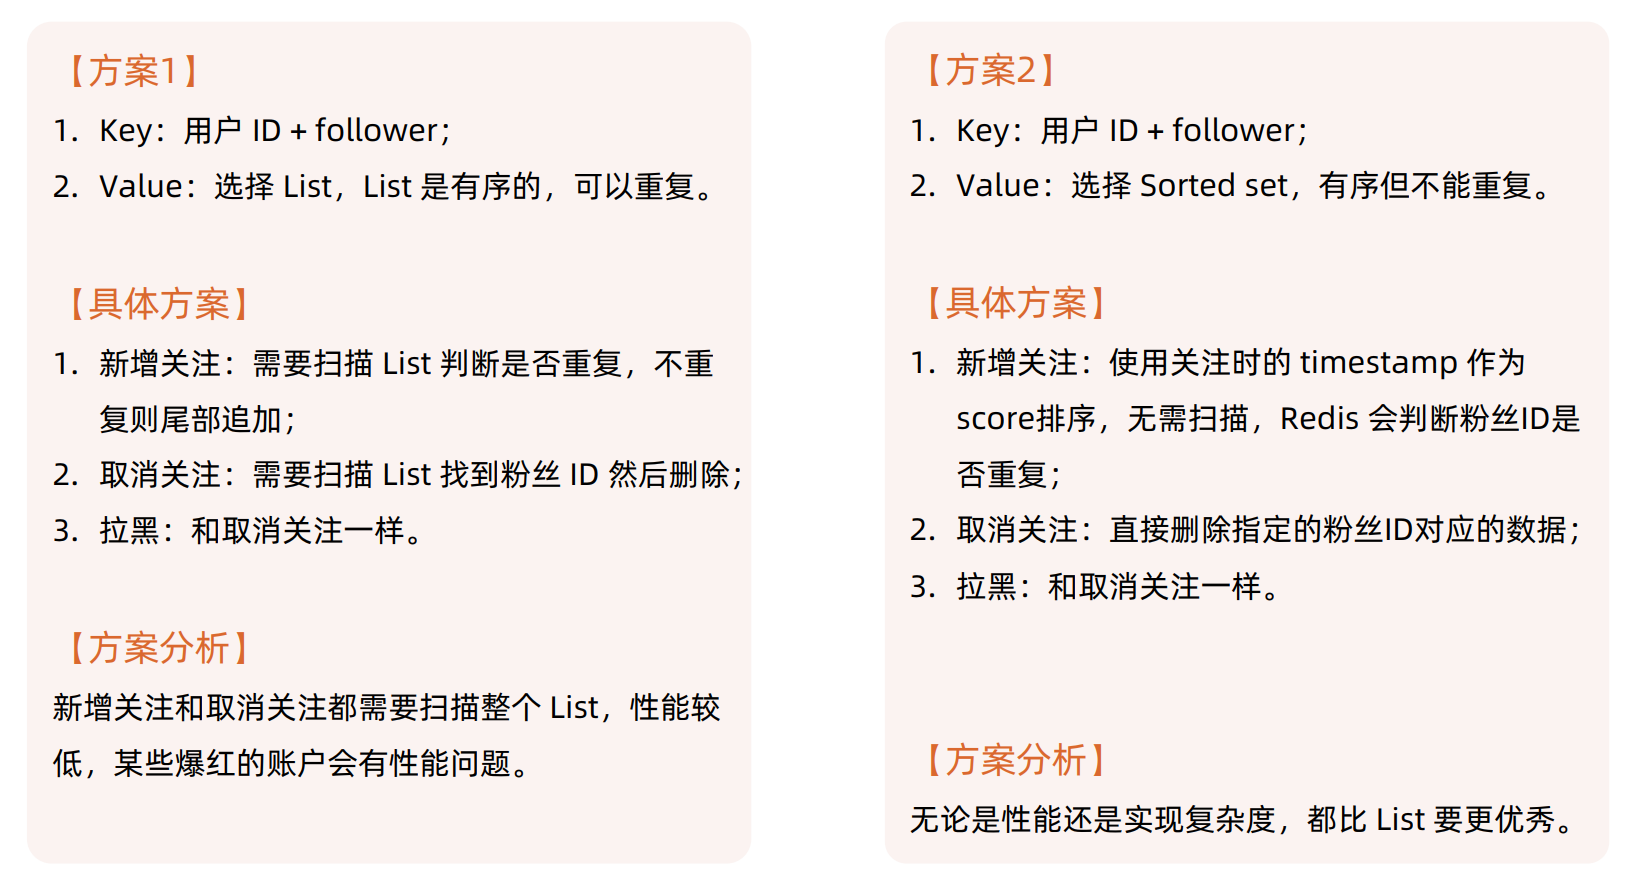 【方案1】
1. Key：用户 ID + follower；
2. Value：选择 List，List 是有序的，可以重复。
【具体方案】
1. 新增关注：需要扫描 List 判断是否重复，不重
复则尾部追加；
2. 取消关注：需要扫描 List 找到粉丝 ID 然后删除；
3. 拉黑：和取消关注一样。
【方案分析】
新增关注和取消关注都需要扫描整个 List，性能较
低，某些爆红的账户会有性能问题。
【方案2】
1. Key：用户 ID + follower；
2. Value：选择 Sorted set，有序但不能重复。
【具体方案】
1. 新增关注：使用关注时的 timestamp 作为
score排序，无需扫描，Redis 会判断粉丝ID是
否重复；
2. 取消关注：直接删除指定的粉丝ID对应的数据；
3. 拉黑：和取消关注一样。
【方案分析】
无论是性能还是实现复杂度，都比 List 要更优秀。